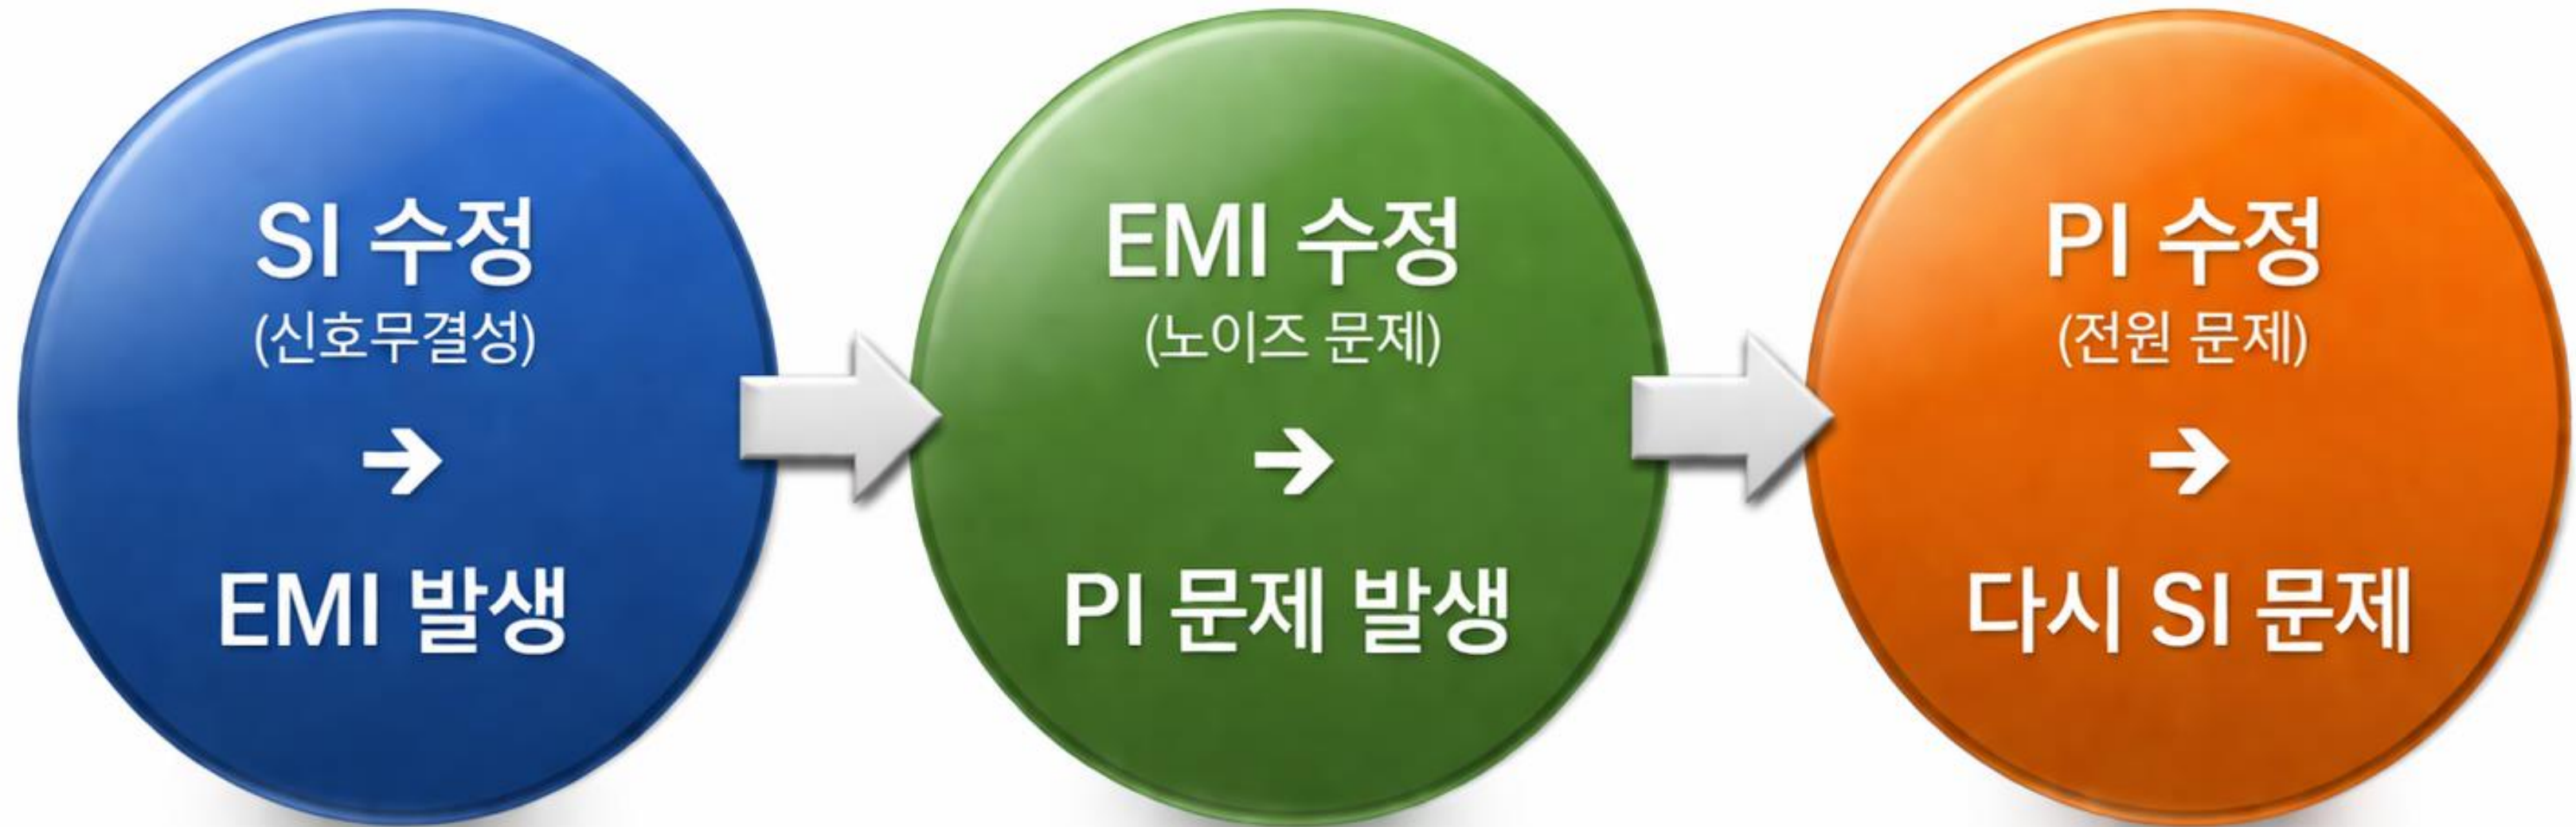 SI 수정
(신호무결성)
➔
EMI 발생
EMI 수정
(노이즈 문제)
➔
PI 문제 발생
PI 수정
(전원 문제)
➔
다시 SI 문제